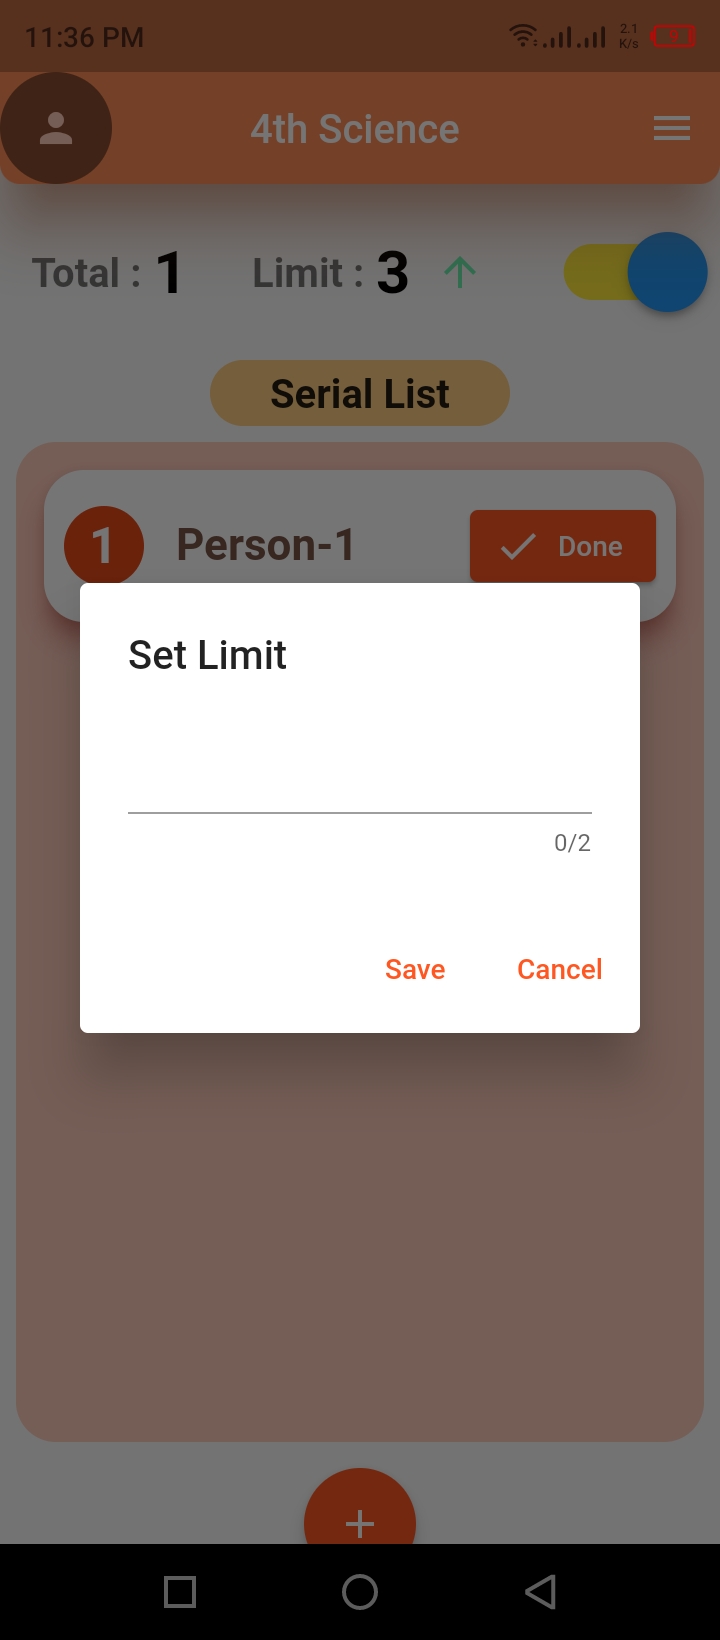 11:36 PM
2.1
K/s
4th Science
Total : 1 Limit : 3
Serial List
1 Person-1 Done
Set Limit
0/2
Save Cancel